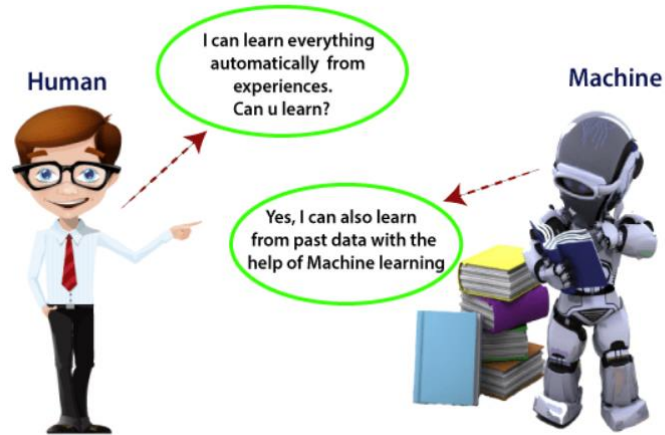 Human
I can learn everything
automatically from
experiences.
Can u learn?
Machine
Yes, I can also learn
from past data with the
help of Machine learning